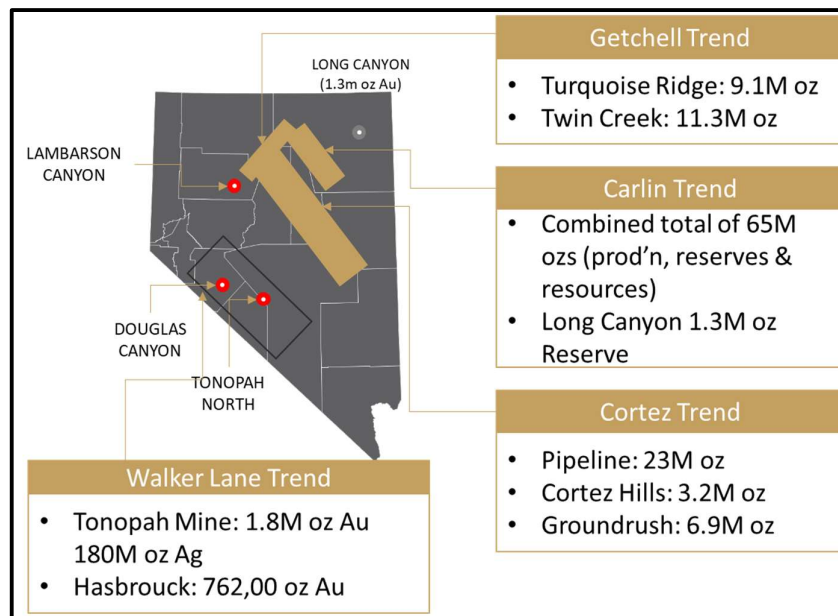 LONG CANYON
(1.3m oz Au)
LAMBARSON
CANYON
DOUGLAS
CANYON
TONOPAH
NORTH
Getchell Trend
• Turquoise Ridge: 9.1M oz
• Twin Creek: 11.3M oz
Carlin Trend
• Combined total of 65M
ozs (prod’n, reserves &
resources)
• Long Canyon 1.3M oz
Reserve
Cortez Trend
• Pipeline: 23M oz
• Cortez Hills: 3.2M oz
• Groundrush: 6.9M oz
Walker Lane Trend
• Tonopah Mine: 1.8M oz Au
180M oz Ag
• Hasbrouck: 762,00 oz Au